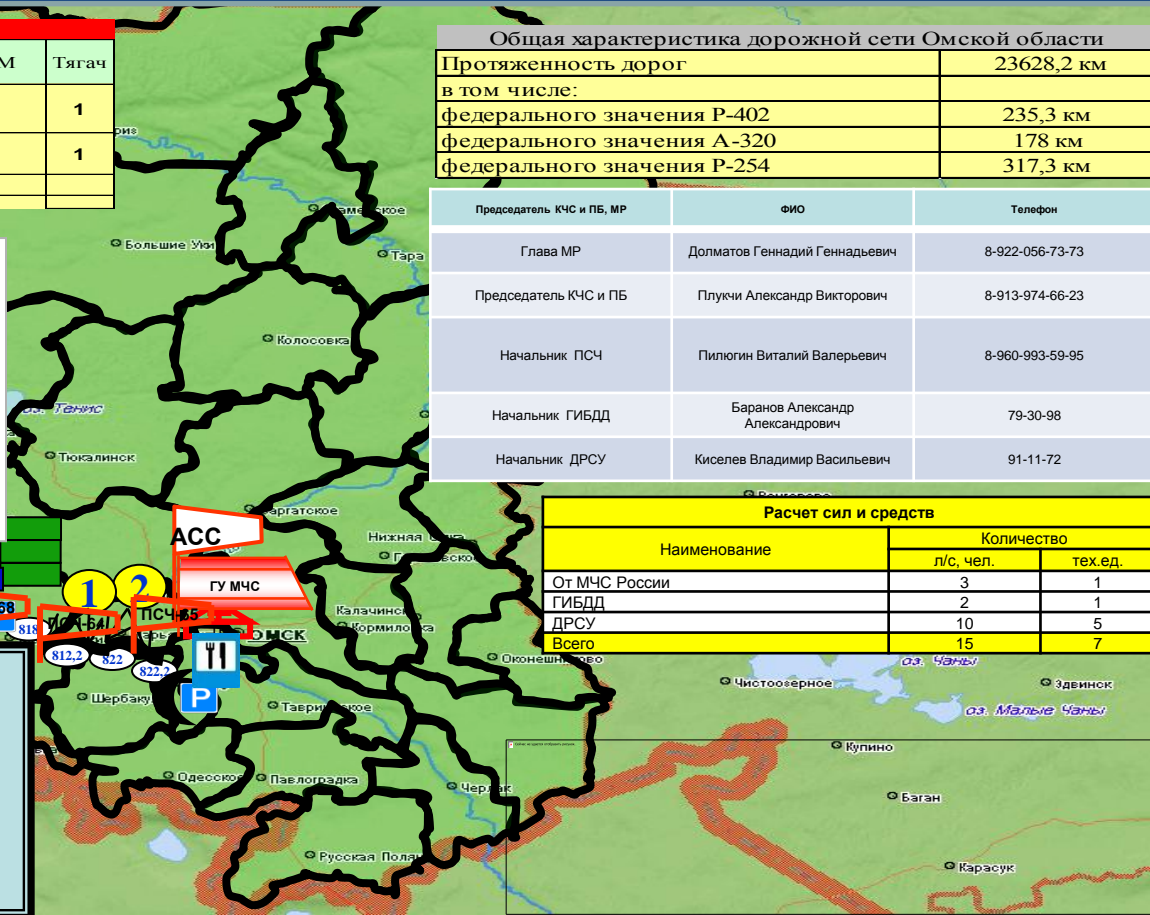 М Тягач
1
1
Общая характеристика дорожной сети Омской области
Протяженность дорог 23628,2 км
в том числе:
федерального значения Р-402 235,3 км
федерального значения А-320 178 км
федерального значения Р-254 317,3 км
Председатель КЧС и ПБ, МР ФИО Телефон
Глава МР Долматов Геннадий Геннадьевич 8-922-056-73-73
Председатель КЧС и ПБ Плукчи Александр Викторович 8-913-974-66-23
Начальник ПСЧ Пилюгин Виталий Валерьевич 8-960-993-59-95
Начальник ГИБДД Баранов Александр
Александрович 79-30-98
Начальник ДРСУ Киселев Владимир Васильевич 91-11-72
Расчет сил и средств
Наименование Количество
л/с, чел. тех.ед.
От МЧС России 3 1
ГИБДД 2 1
ДРСУ 10 5
Всего 15 7
Большие Уки
Тара
Колосовка
оз. Тенис
Тюкалинск
АСС
Нижняя
ГУ МЧС
1 2
68
ПСЧ-64
ПСЧ-65
818
812,2
822
822,2
Калачинск
Кормиловка
ОМСК
P
Щербаку
Таврическое
Одесское
Павлоградка
Черлак
Русская Поляна
Оконешниково
оз. Чаны
Чистоозерное
Здвинск
оз. Малые Чаны
Купино
Баган
Карасук